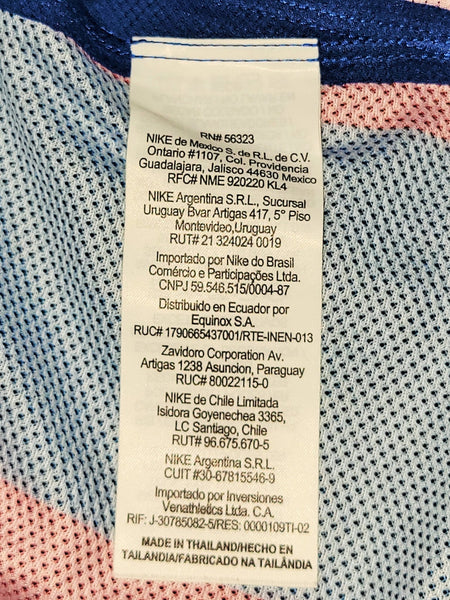 RN# 56323
NIKE de Mexico S. de R.L. de C.V.
Ontario #1107, Col. Providencia
Guadalajara, Jalisco 44630 Mexico
RFC# NME 920220 KL4
NIKE Argentina S.R.L., Sucursal
Uruguay Bvar Artigas 417, 5° Piso
Montevideo,Uruguay
RUT# 21 324024 0019
Importado por Nike do Brasil
Comércio e Participações Ltda.
CNPJ 59.546.515/0004-87
Distribuido en Ecuador por
Equinox S.A.
RUC# 1790665437001/RTE-INEN-013
Zavidoro Corporation Av.
Artigas 1238 Asuncion, Paraguay
RUC# 80022115-0
NIKE de Chile Limitada
Isidora Goyenechea 3365,
LC Santiago, Chile
RUT# 96.675.670-5
NIKE Argentina S.R.L.
CUIT #30-67815546-9
Importado por Inversiones
Venathletics Ltda. C.A.
RIF: J-30785082-5/RES: 0000109TI-02
MADE IN THAILAND/HECHO EN
TAILANDIA/FABRICADO NA TAILÂNDIA